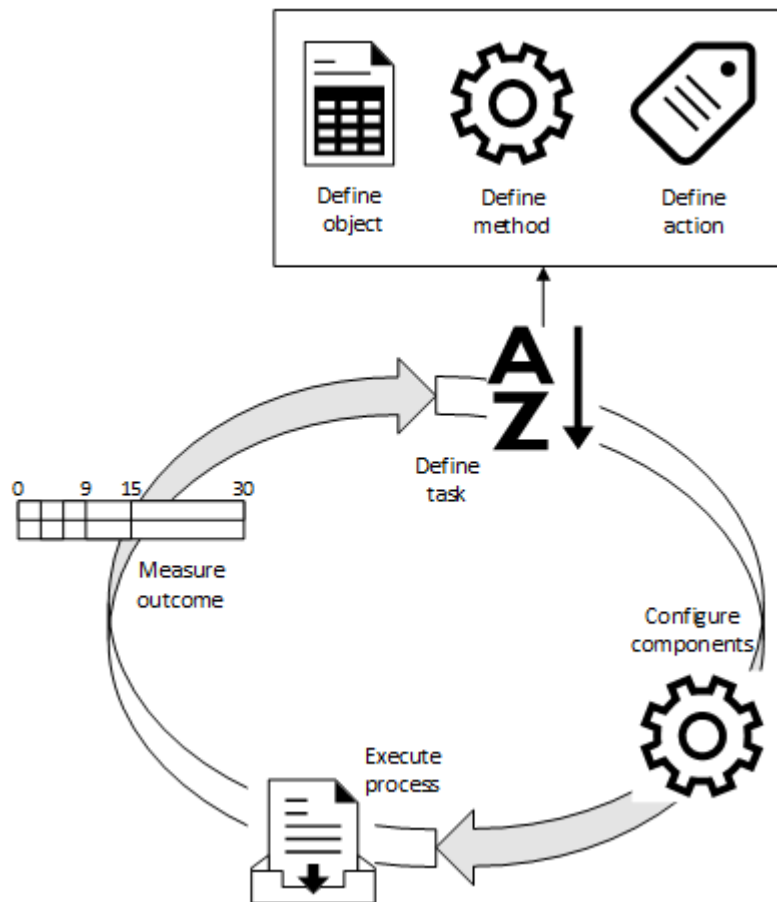 Define
object
Define
method
Define
action
A
Z
Define
task
0 9 15 30
Measure
outcome
Configure
components
Execute
process